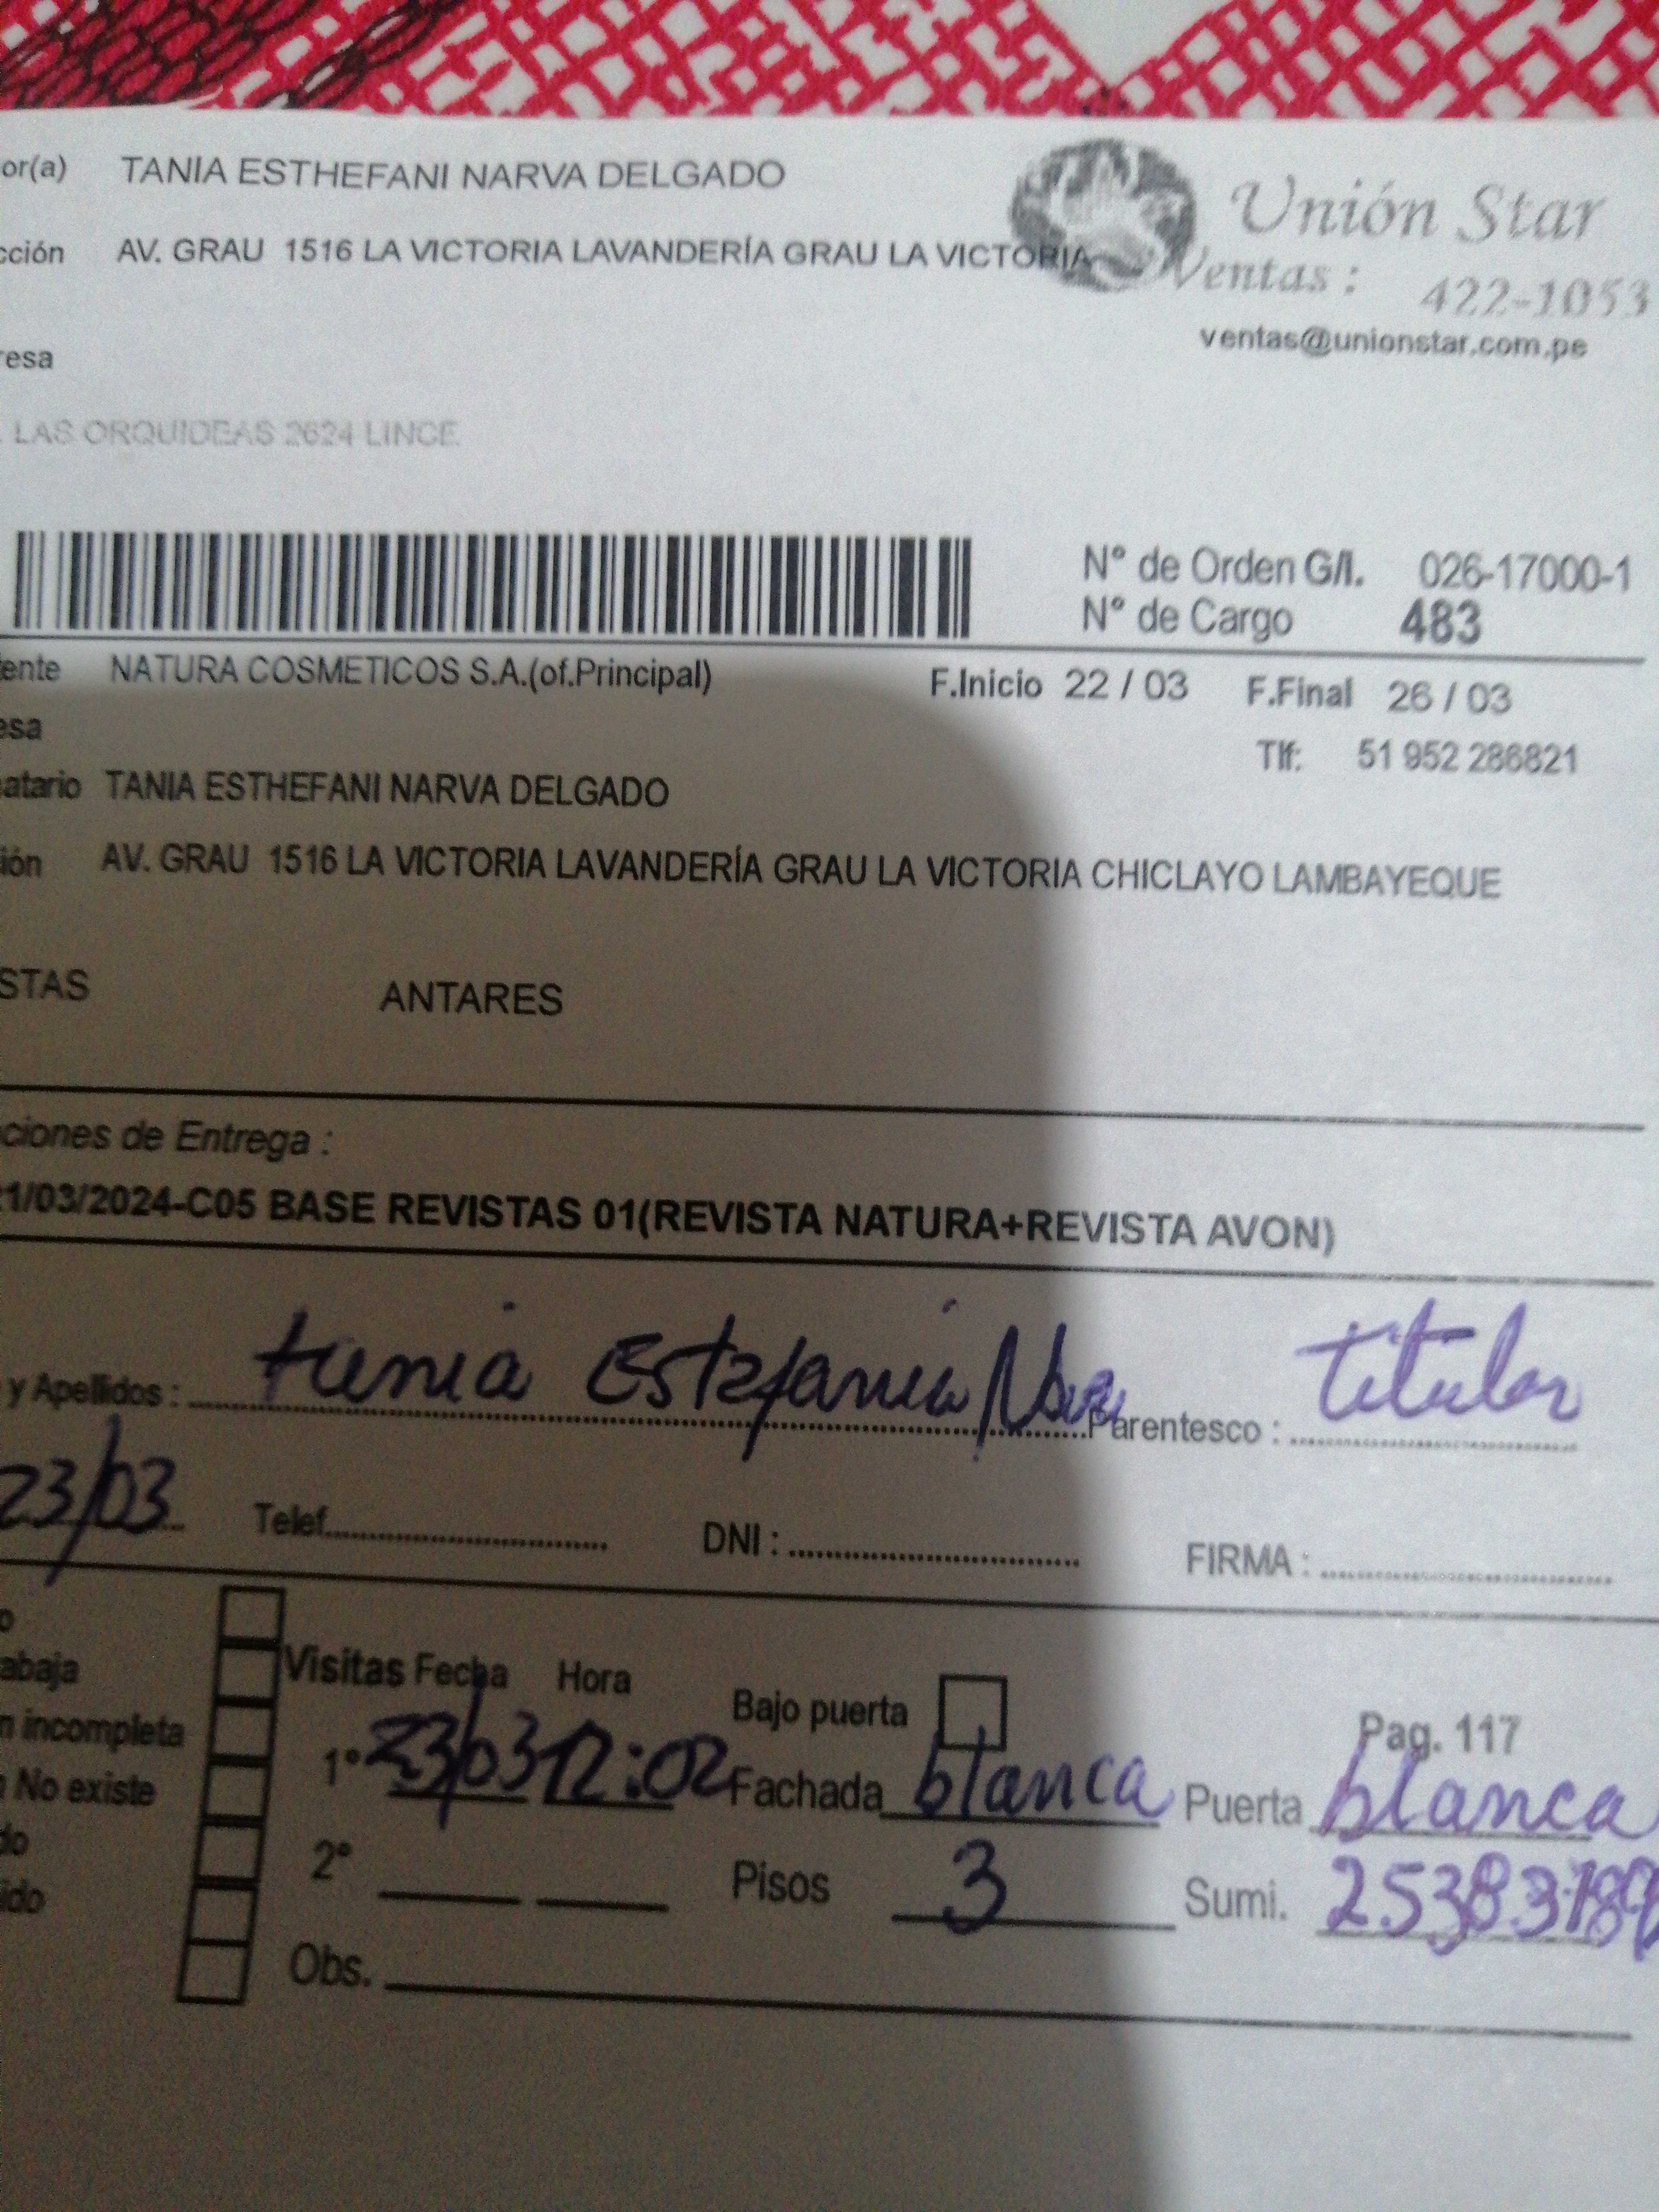 or(a) TANIA ESTHEFANI NARVA DELGADO
cción AV. GRAU 1516 LA VICTORIA LAVANDERÍA GRAU LA VICTORIA
Unión Star
Ventas : 422-1053
ventas@unionstar.com.pe
resa
. LAS ORQUIDEAS 2624 LINCE
N° de Orden G/I. 026-17000-1
N° de Cargo 483
ente NATURA COSMETICOS S.A.(of.Principal) F.Inicio 22 / 03 F.Final 26 / 03
esa
Tlf: 51 952 286821
atario TANIA ESTHEFANI NARVA DELGADO
ión AV. GRAU 1516 LA VICTORIA LAVANDERÍA GRAU LA VICTORIA CHICLAYO LAMBAYEQUE
STAS ANTARES
ciones de Entrega :
1/03/2024-C05 BASE REVISTAS 01(REVISTA NATURA+REVISTA AVON)
y Apellidos : tania Estefania Parentesco : titular
23/03 Telef. DNI : FIRMA :
o
abaja Visitas Fecha Hora Bajo puerta Pag. 117
n incompleta 1° 23/03 12:02 Fachada blanca Puerta blanca
No existe
do 2° Pisos 3 Sumi.
ido
Obs.